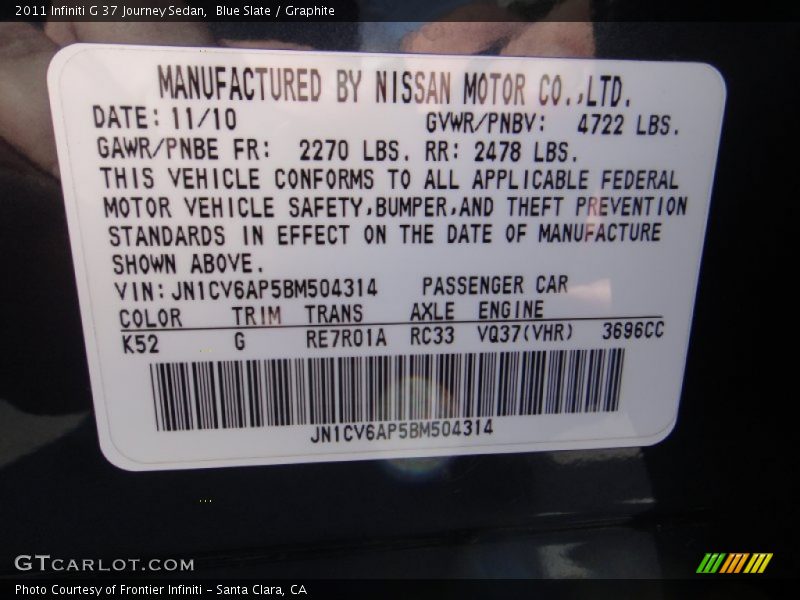 2011 Infiniti G 37 Journey Sedan,  Blue Slate / Graphite
MANUFACTURED BY NISSAN MOTOR CO.,LTD.
DATE: 11/10 GVWR/PNBV: 4722 LBS.
GAWR/PNBE FR: 2270 LBS. RR: 2478 LBS.
THIS VEHICLE CONFORMS TO ALL APPLICABLE FEDERAL
MOTOR VEHICLE SAFETY,BUMPER,AND THEFT PREVENTION
STANDARDS IN EFFECT ON THE DATE OF MANUFACTURE
SHOWN ABOVE.
VIN: JN1CV6AP5BM504314 PASSENGER CAR
COLOR TRIM TRANS AXLE ENGINE
K52 G RE7R01A RC33 VQ37(VHR) 3696CC
JN1CV6AP5BM504314
GTCARLOT.COM
Photo Courtesy of Frontier Infiniti - Santa Clara, CA